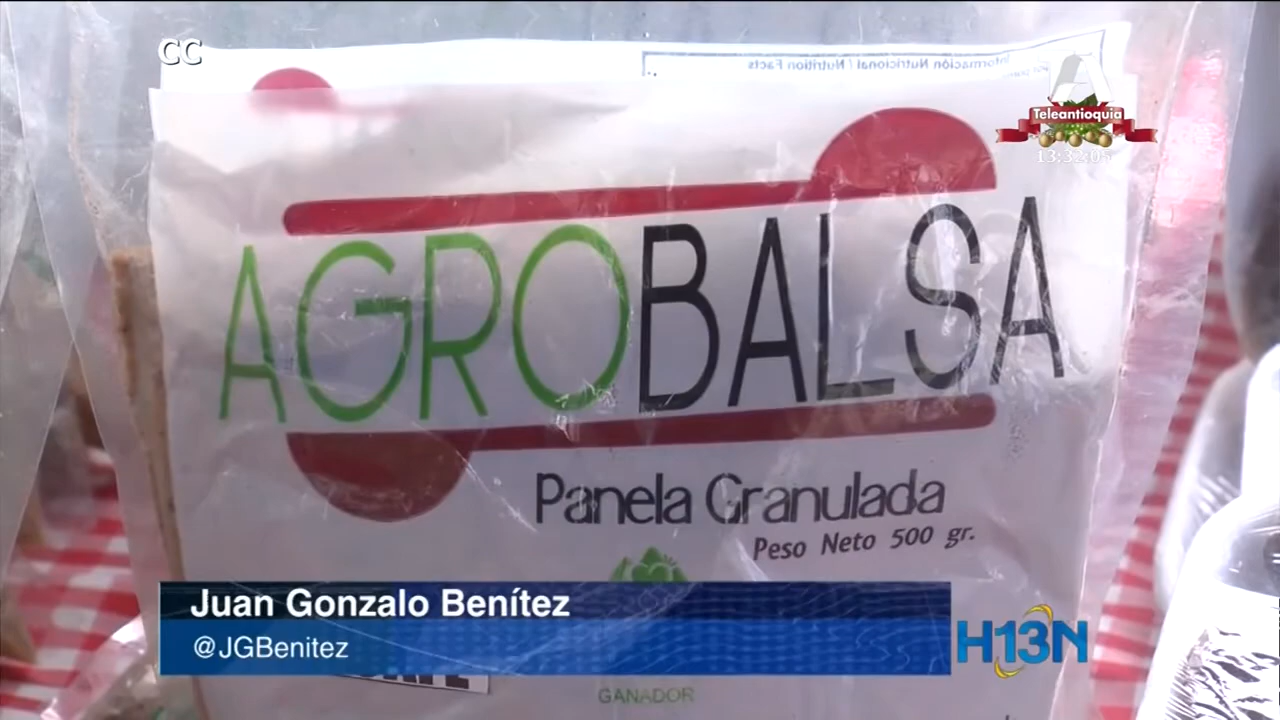 CC
Información Nutricional / Nutrition Facts
Teleantioquia
AGROBALSA
Panela Granulada
Peso Neto 500 gr.
Juan Gonzalo Benítez
@JGBenitez
H13N
GANADOR